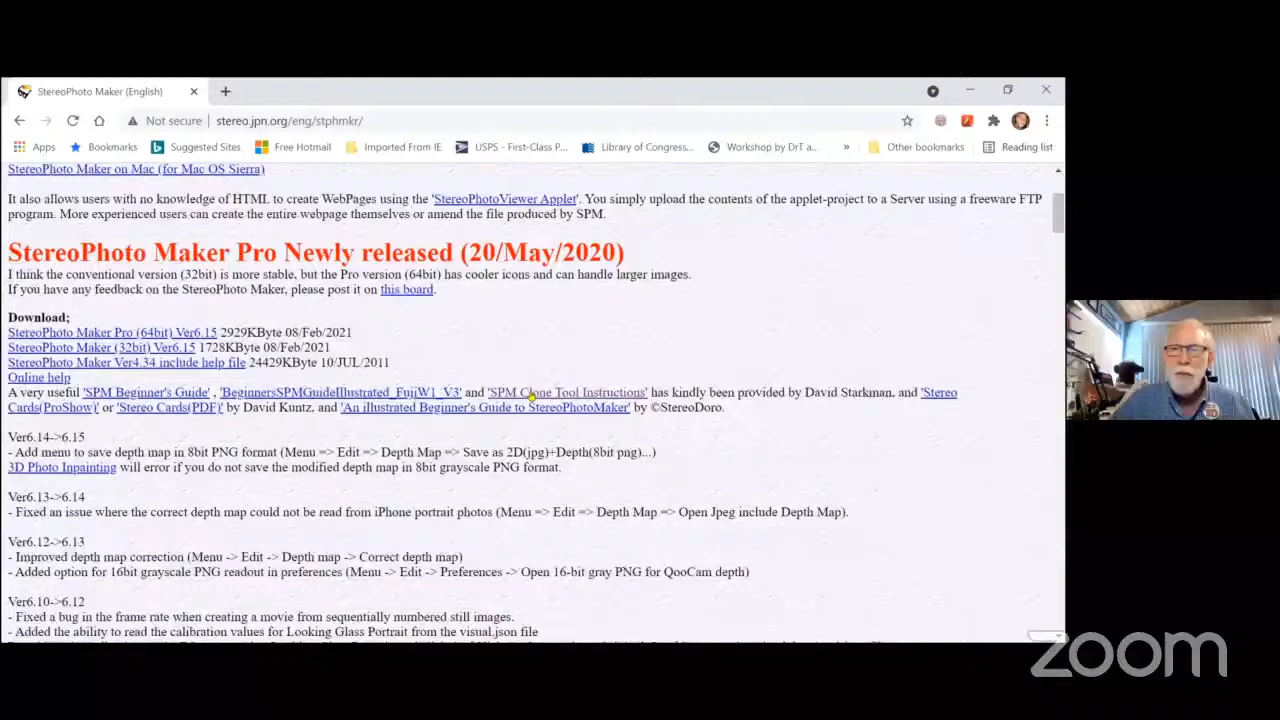 StereoPhoto Maker (English)
Not secure | stereo.jpn.org/eng/stphmkr/
Apps Bookmarks Suggested Sites Free Hotmail Imported From IE USPS - First-Class P... Library of Congress... Workshop by DrT a... » Other bookmarks Reading list
StereoPhoto Maker on Mac (for Mac OS Sierra)
It also allows users with no knowledge of HTML to create WebPages using the 'StereoPhotoViewer Applet'. You simply upload the contents of the applet-project to a Server using a freeware FTP
program. More experienced users can create the entire webpage themselves or amend the file produced by SPM.
StereoPhoto Maker Pro Newly released (20/May/2020)
I think the conventional version (32bit) is more stable, but the Pro version (64bit) has cooler icons and can handle larger images.
If you have any feedback on the StereoPhoto Maker, please post it on this board.
Download;
StereoPhoto Maker Pro (64bit) Ver6.15 2929KByte 08/Feb/2021
StereoPhoto Maker (32bit) Ver6.15 1728KByte 08/Feb/2021
StereoPhoto Maker Ver4.34 include help file 24429KByte 10/JUL/2011
Online help
A very useful 'SPM Beginner's Guide' , 'BeginnersSPMGuideIllustrated_FujiW1_V3' and 'SPM Clone Tool Instructions' has kindly been provided by David Starkman, and 'Stereo
Cards(ProShow)' or 'Stereo Cards(PDF)' by David Kuntz, and 'An illustrated Beginner's Guide to StereoPhotoMaker' by ©StereoDoro.
Ver6.14->6.15
- Add menu to save depth map in 8bit PNG format (Menu => Edit => Depth Map => Save as 2D(jpg)+Depth(8bit png)...)
3D Photo Inpainting will error if you do not save the modified depth map in 8bit grayscale PNG format.
Ver6.13->6.14
- Fixed an issue where the correct depth map could not be read from iPhone portrait photos (Menu => Edit => Depth Map => Open Jpeg include Depth Map).
Ver6.12->6.13
- Improved depth map correction (Menu -> Edit -> Depth map -> Correct depth map)
- Added option for 16bit grayscale PNG readout in preferences (Menu -> Edit -> Preferences -> Open 16-bit gray PNG for QooCam depth)
Ver6.10->6.12
- Fixed a bug in the frame rate when creating a movie from sequentially numbered still images.
- Added the ability to read the calibration values for Looking Glass Portrait from the visual.json file
zoom